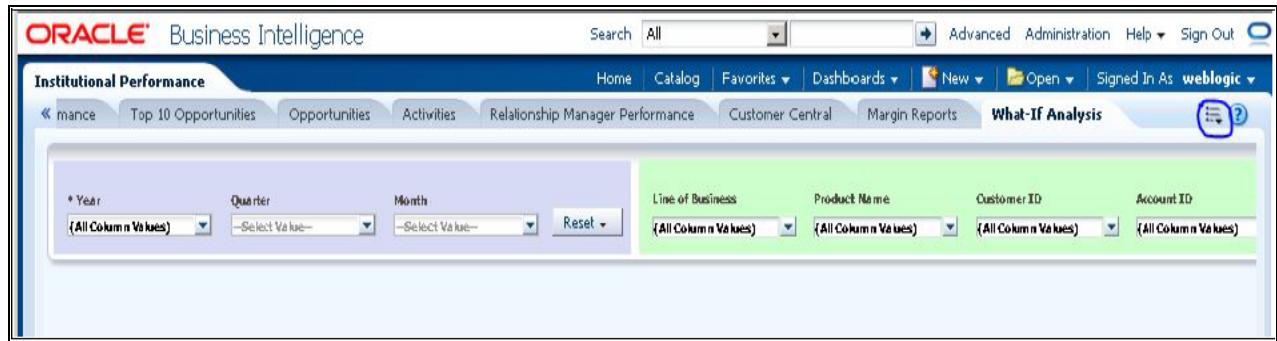 ORACLE Business Intelligence Search All Advanced Administration Help Sign Out
Institutional Performance Home Catalog Favorites Dashboards New Open Signed In As weblogic
« mance Top 10 Opportunities Opportunities Activities Relationship Manager Performance Customer Central Margin Reports What-If Analysis ?
* Year Quarter Month Line of Business Product Name Customer ID Account ID
(All Column Values) --Select Value-- --Select Value-- Reset (All Column Values) (All Column Values) (All Column Values) (All Column Values)